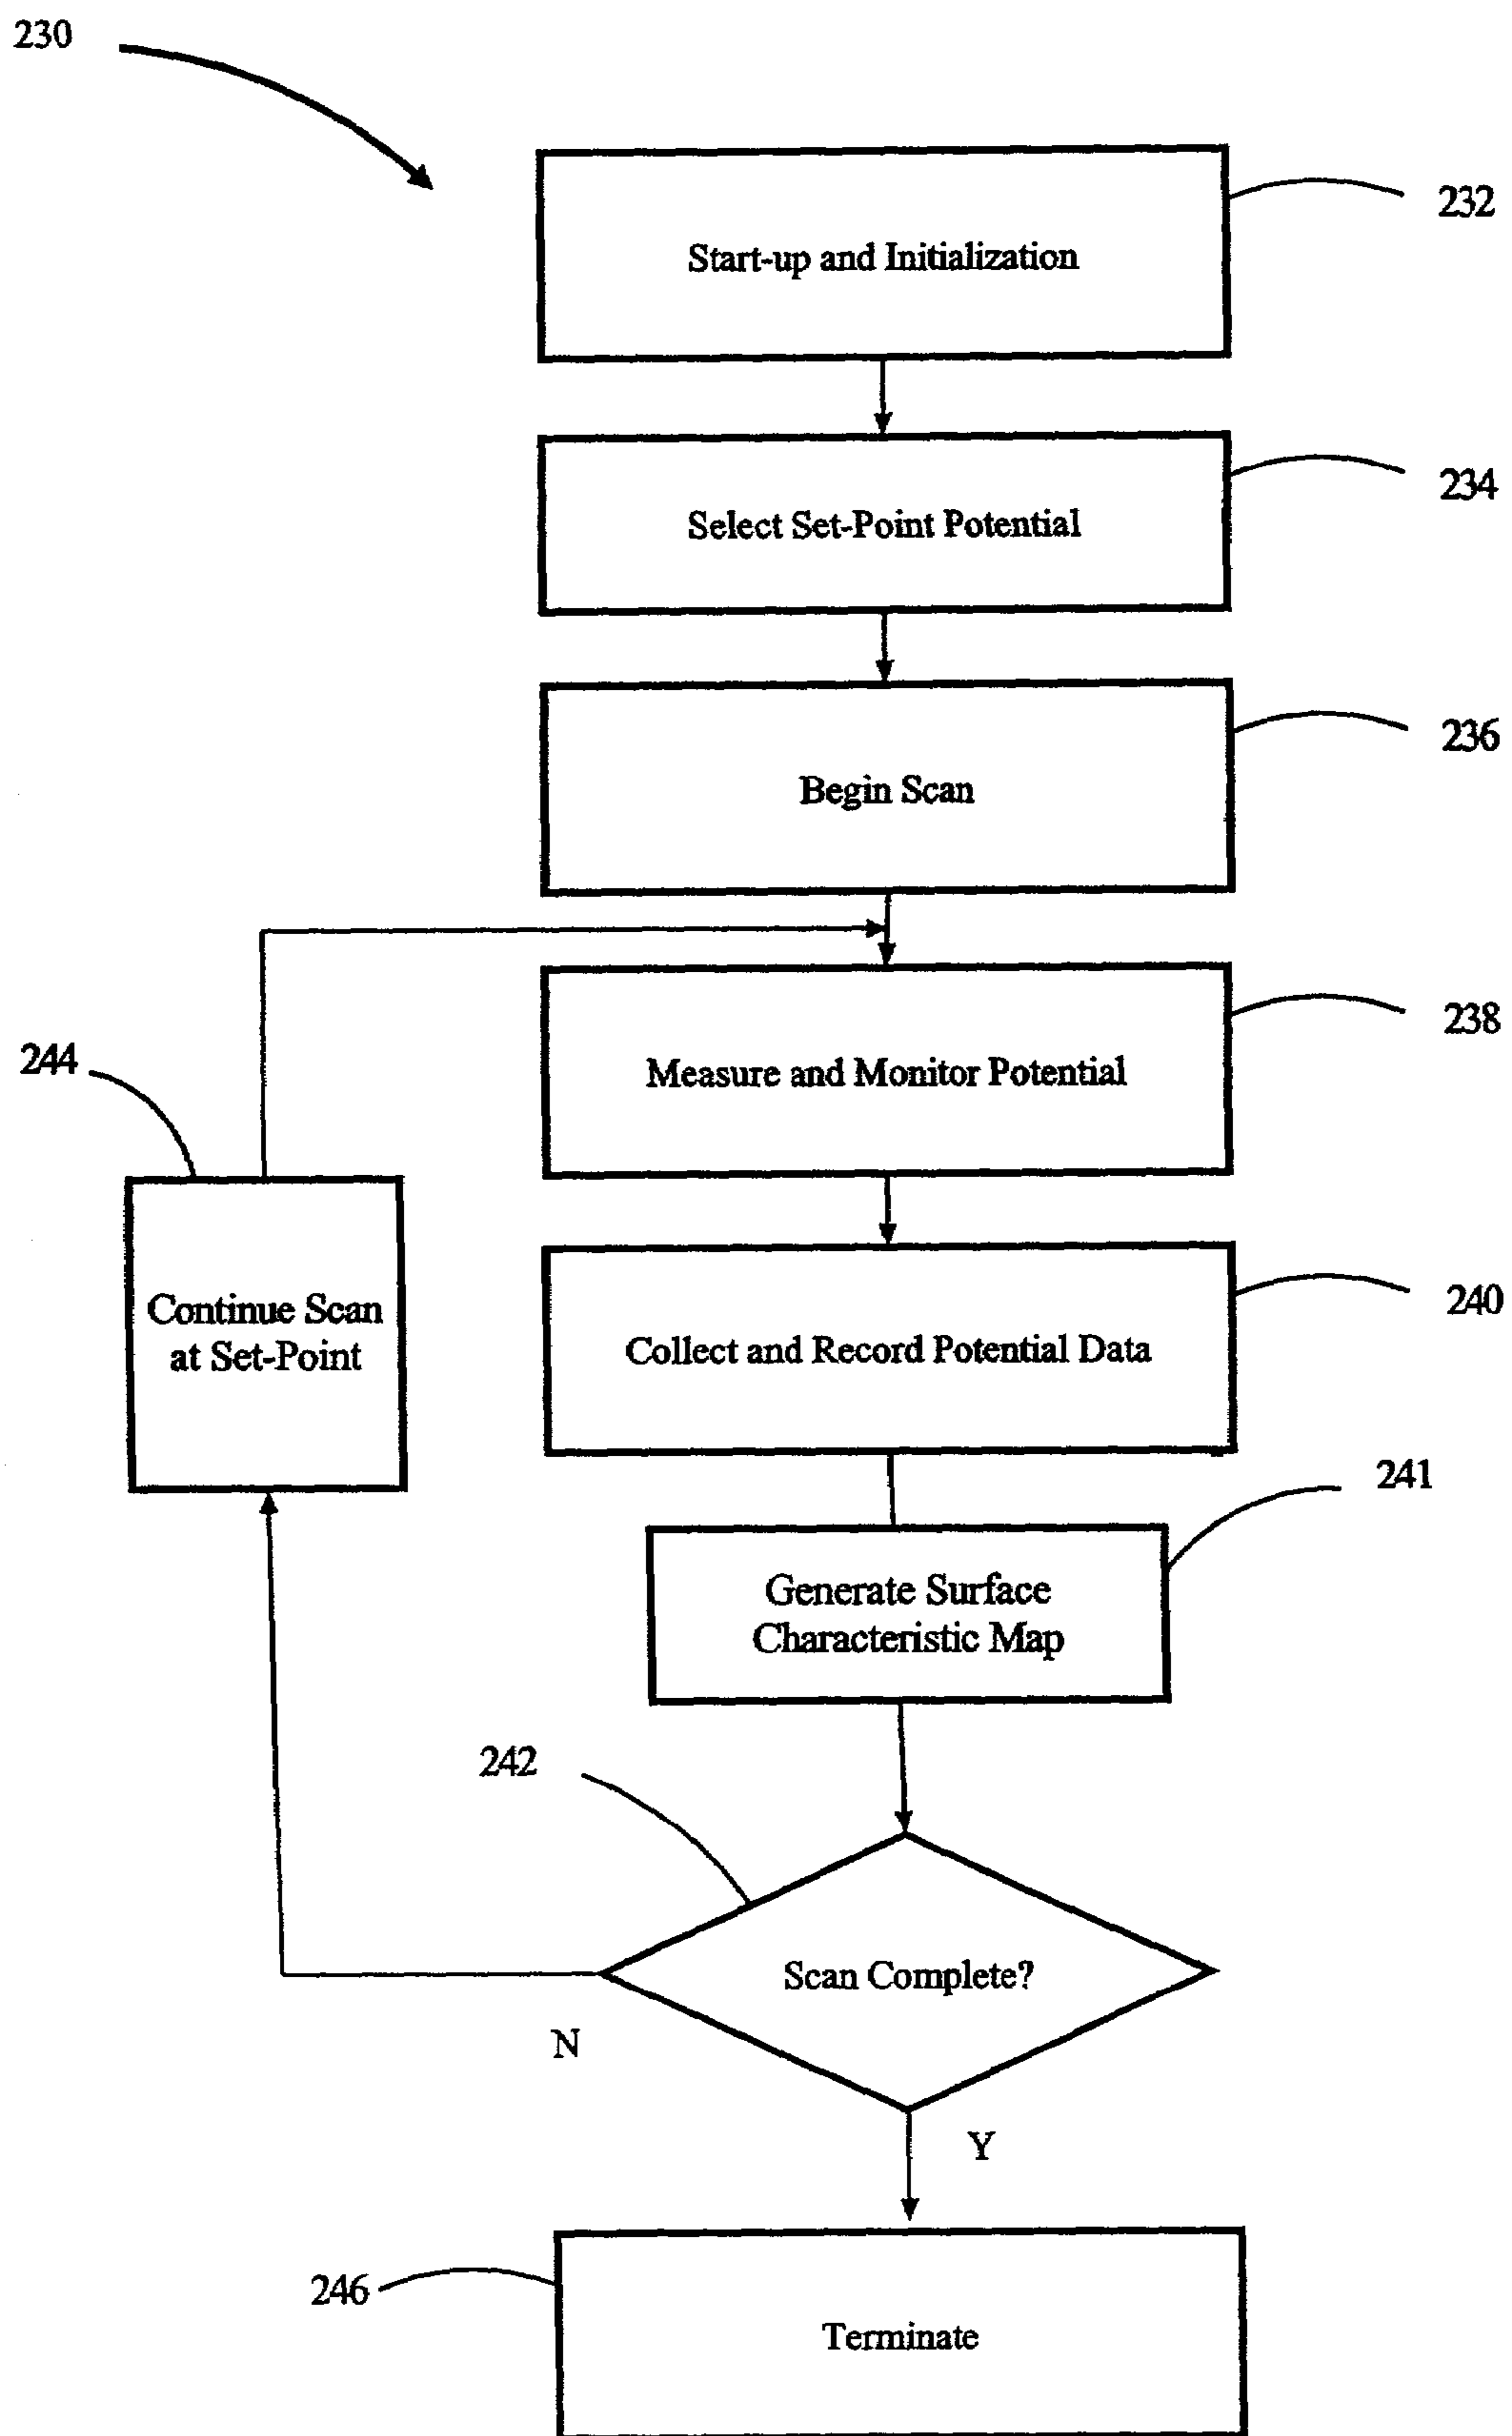 230
232
Start-up and Initialization
234
Select Set-Point Potential
236
Begin Scan
238
Measure and Monitor Potential
244
Continue Scan
at Set-Point
240
Collect and Record Potential Data
241
Generate Surface
Characteristic Map
242
Scan Complete?
N
Y
246
Terminate